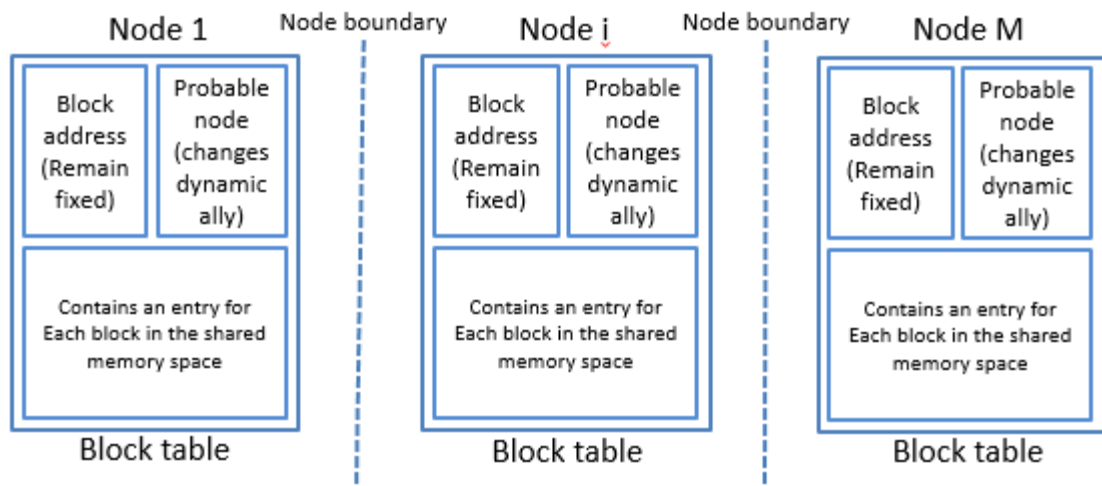 Node 1
Node boundary
Node i
Node boundary
Node M
Block
address
(Remain
fixed)
Probable
node
(changes
dynamic
ally)
Contains an entry for
Each block in the shared
memory space
Block table
Block
address
(Remain
fixed)
Probable
node
(changes
dynamic
ally)
Contains an entry for
Each block in the shared
memory space
Block table
Block
address
(Remain
fixed)
Probable
node
(changes
dynamic
ally)
Contains an entry for
Each block in the shared
memory space
Block table